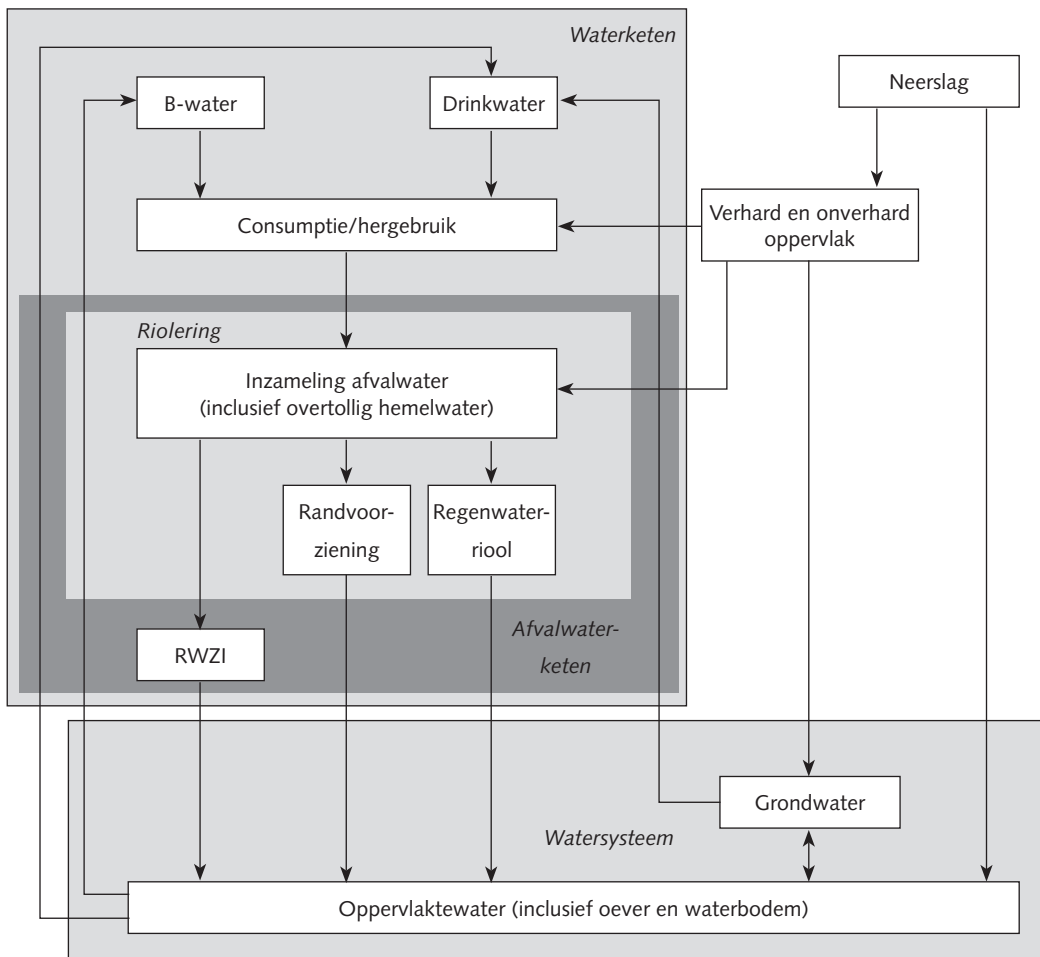 Waterketen
B-water
Drinkwater
Neerslag
Consumptie/hergebruik
Verhard en onverhard
oppervlak
Riolering
Inzameling afvalwater
(inclusief overtollig hemelwater)
Randvoor-
ziening
Regenwater-
riool
Afvalwater-
keten
RWZI
Grondwater
Watersysteem
Oppervlaktewater (inclusief oever en waterbodem)